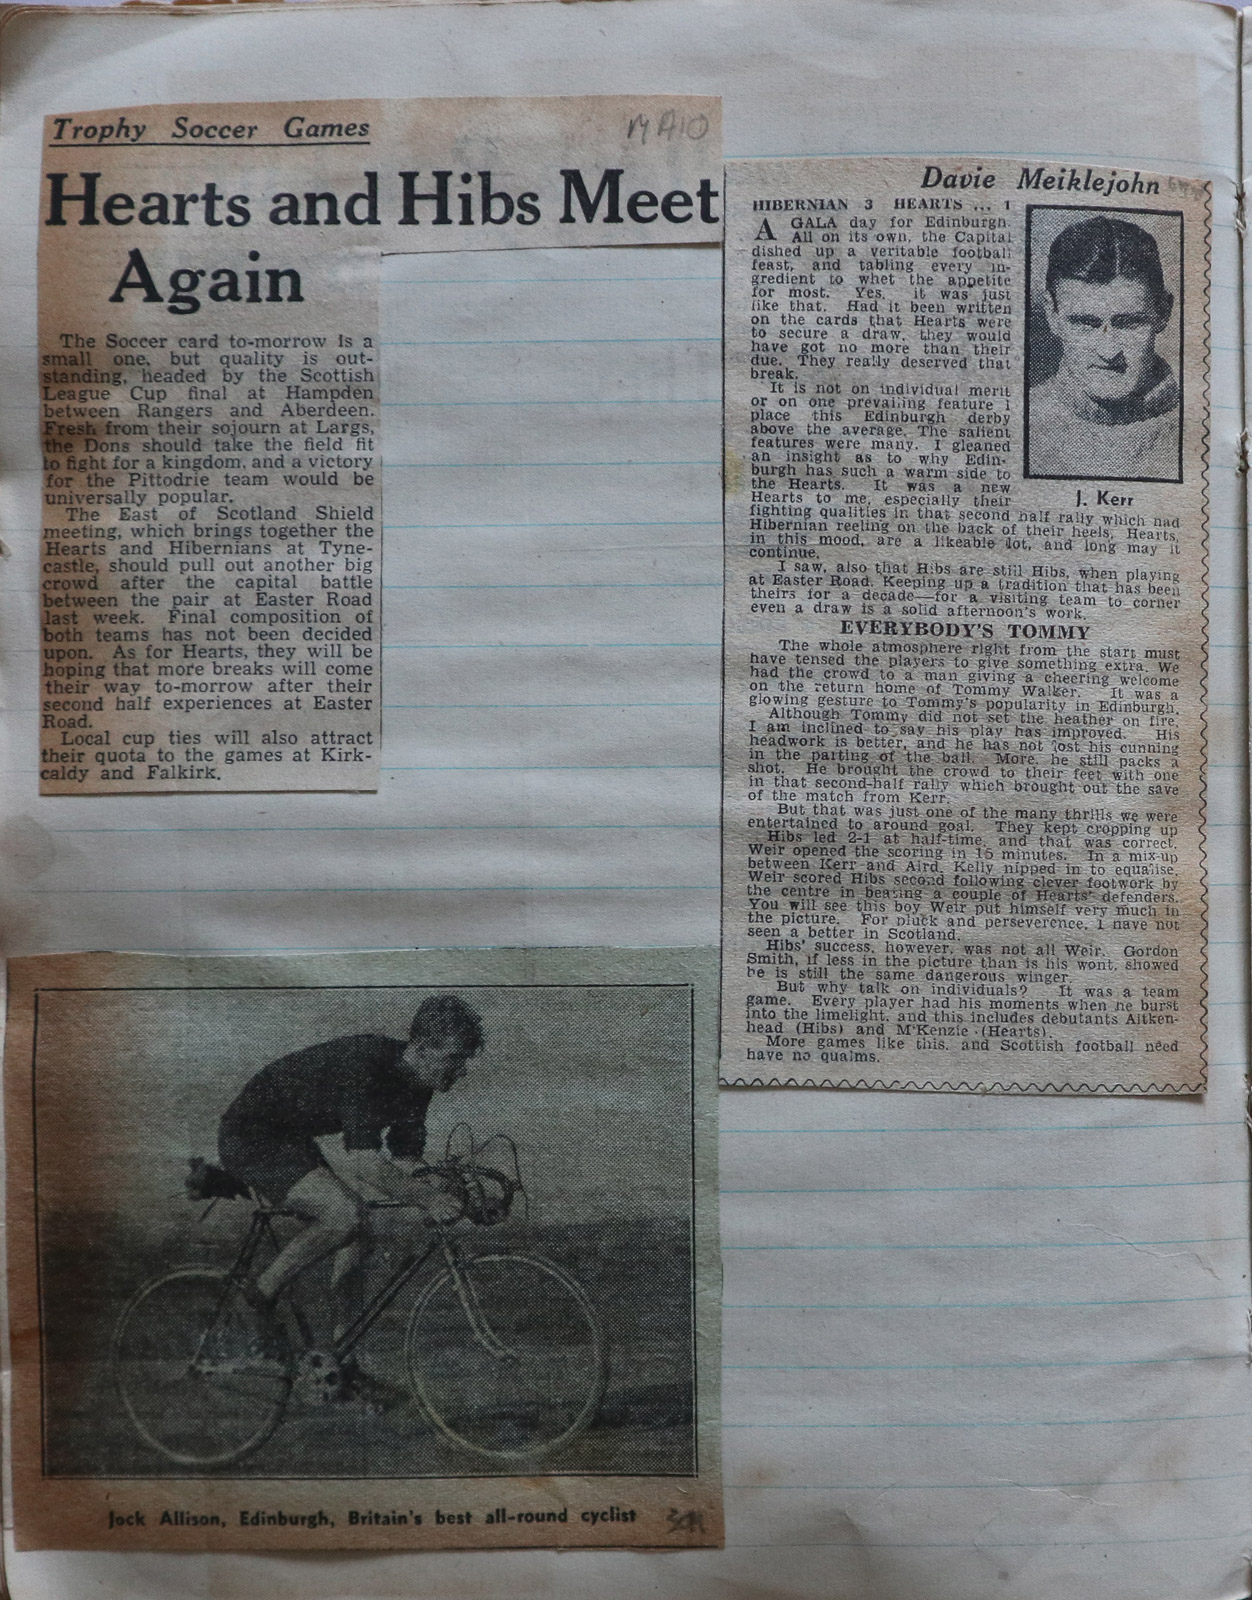 Trophy Soccer Games
Hearts and Hibs Meet
Again
The Soccer card to-morrow is a
small one, but quality is out-
standing, headed by the Scottish
League Cup final at Hampden
between Rangers and Aberdeen.
Fresh from their sojourn at Largs,
the Dons should take the field fit
to fight for a kingdom, and a victory
for the Pittodrie team would be
universally popular.
The East of Scotland Shield
meeting, which brings together the
Hearts and Hibernians at Tyne-
castle, should pull out another big
crowd after the capital battle
between the pair at Easter Road
last week. Final composition of
both teams has not been decided
upon. As for Hearts, they will be
hoping that more breaks will come
their way to-morrow after their
second half experiences at Easter
Road.
Local cup ties will also attract
their quota to the games at Kirk-
caldy and Falkirk.
Davie Meiklejohn
HIBERNIAN 3 HEARTS ... 1
A GALA day for Edinburgh.
All on its own, the Capital
dished up a veritable football
feast, and tabling every in-
gredient to whet the appetite
for most. Yes, it was just
like that. Had it been written
on the cards that Hearts were
to secure a draw, they would
have got no more than their
due. They really deserved that
break.
It is not on individual merit
or on one prevailing feature I
place this Edinburgh derby
above the average. The salient
features were many. I gleaned
an insight as to why Edin-
burgh has such a warm side to
the Hearts. It was a new
Hearts to me, especially their
fighting qualities in that second half rally which had
Hibernian reeling on the back of their heels. Hearts,
in this mood, are a likeable lot, and long may it
continue.
I saw, also that Hibs are still Hibs, when playing
at Easter Road. Keeping up a tradition that has been
theirs for a decade—for a visiting team to corner
even a draw is a solid afternoon's work.
EVERYBODY'S TOMMY
The whole atmosphere right from the start must
have tensed the players to give something extra. We
had the crowd to a man giving a cheering welcome
on the return home of Tommy Walker. It was a
glowing gesture to Tommy's popularity in Edinburgh.
Although Tommy did not set the heather on fire,
I am inclined to say his play has improved. His
headwork is better, and he has not lost his cunning
in the parting of the ball. More, he still packs a
shot. He brought the crowd to their feet with one
in that second-half rally which brought out the save
of the match from Kerr.
But that was just one of the many thrills we were
entertained to around goal. They kept cropping up
Hibs led 2-1 at half-time, and that was correct.
Weir opened the scoring in 15 minutes. In a mix-up
between Kerr and Aird, Kelly nipped in to equalise.
Weir scored Hibs second following clever footwork by
the centre in beating a couple of Hearts' defenders.
You will see this boy Weir put himself very much in
the picture. For pluck and perseverence, I have not
seen a better in Scotland.
Hibs' success, however, was not all Weir. Gordon
Smith, if less in the picture than is his wont, showed
he is still the same dangerous winger.
But why talk on individuals? It was a team
game. Every player had his moments when he burst
into the limelight, and this includes debutants Aitken-
head (Hibs) and M'Kenzie (Hearts).
More games like this, and Scottish football need
have no qualms.
J. Kerr
Jock Allison, Edinburgh, Britain's best all-round cyclist